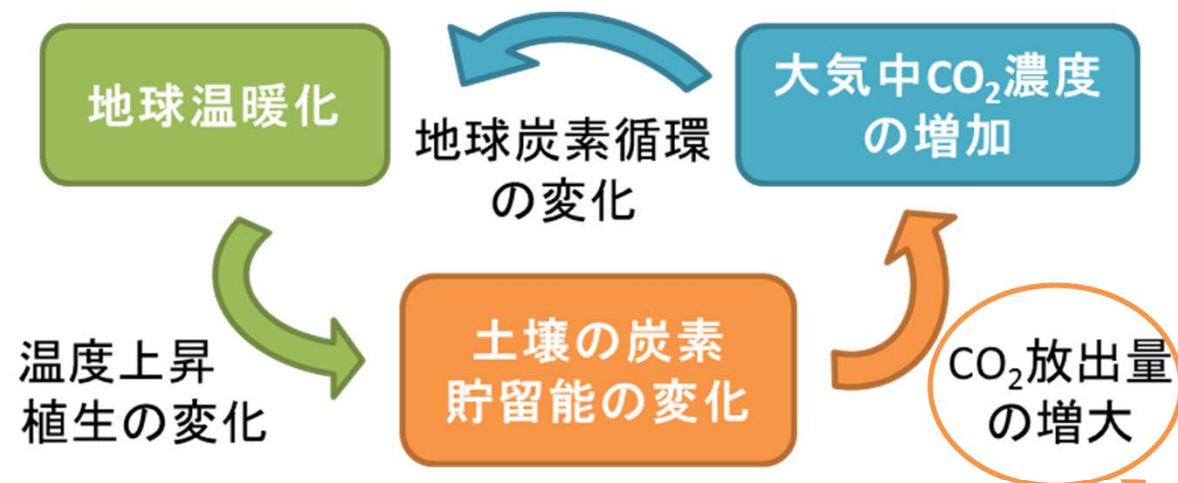 地球温暖化
大気中CO₂濃度
の増加
地球炭素循環
の変化
温度上昇
植生の変化
土壌の炭素
貯留能の変化
CO₂放出量
の増大